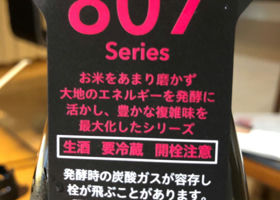 807
Series
お米をあまり磨かず
大地のエネルギーを発酵に
活かし、豊かな複雑味を
最大化したシリーズ
生酒 要冷蔵 開栓注意
発酵時の炭酸ガスが容存し
栓が飛ぶことがあります。